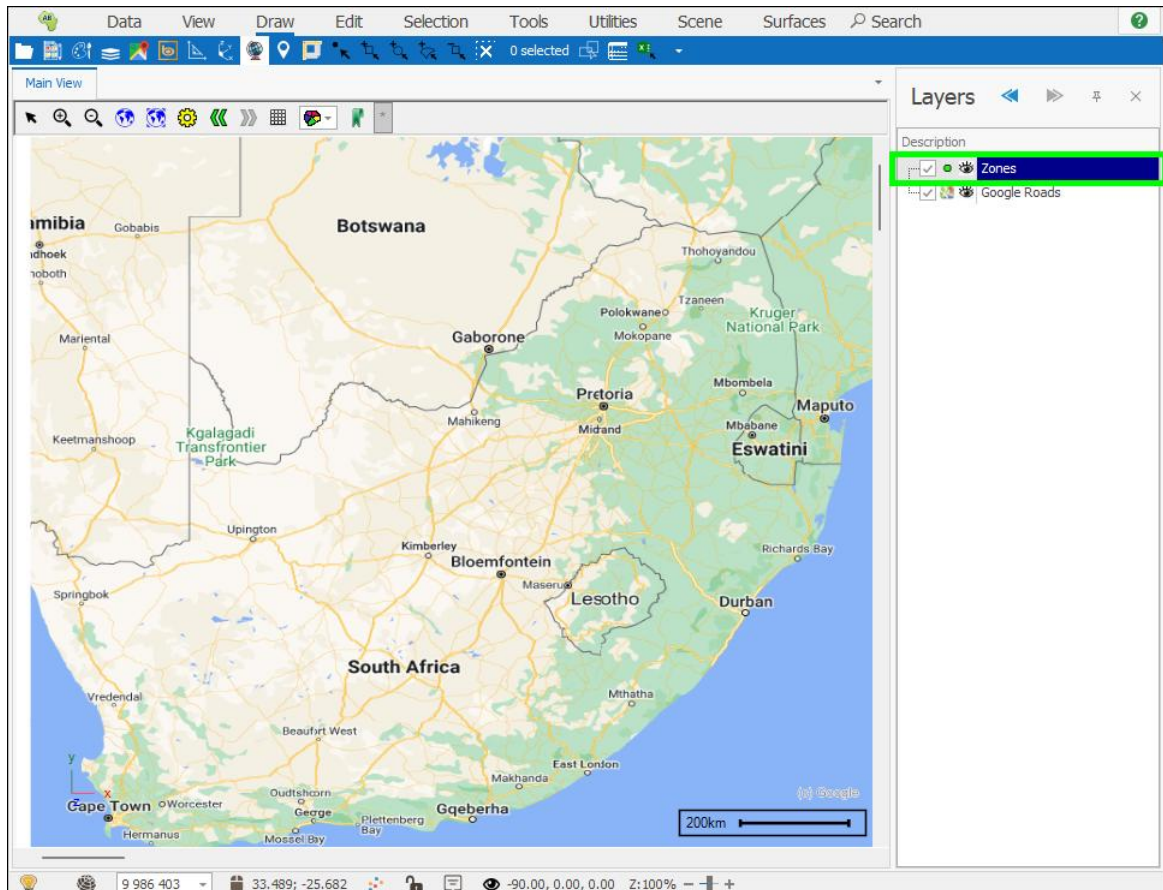 AB Data View Draw Edit Selection Tools Utilities Scene Surfaces Search ?
0 selected
Main View
Layers
Description
Zones
Google Roads
Botswana
Gobabis
Thohoyandou
Tzaneen
Polokwane
Kruger
National Park
Mokopane
Mariental
Gaborone
Mbombela
Pretoria
Maputo
Mahikeng
Midrand
Mbabane
Eswatini
Keetmanshoop
Kgalagadi
Transfrontier
Park
Upington
Kimberley
Bloemfontein
Richards Bay
Maseru
Springbok
Lesotho
Durban
South Africa
Mthatha
Vredendal
Beaufort West
East London
y
x
z
Makhanda
(c) Google
Cape Town
Worcester
Oudtshoorn
George
Plettenberg
Bay
Gqeberha
Hermanus
Mossel Bay
200km
9 986 403 33.489; -25.682 -90.00, 0.00, 0.00 Z:100% − +